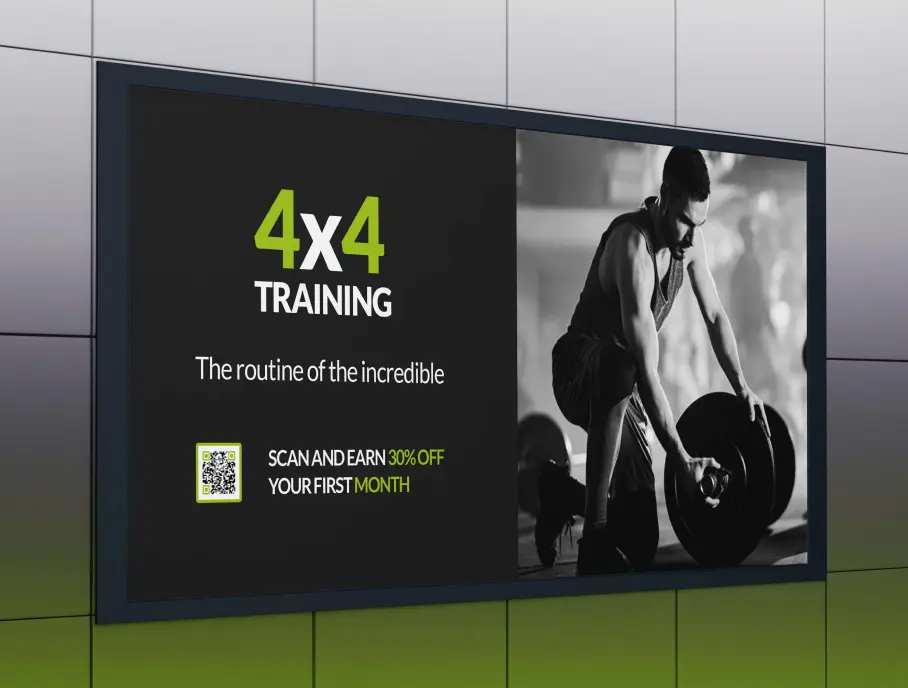 4x4
TRAINING
The routine of the incredible
SCAN AND EARN 30% OFF
YOUR FIRST MONTH